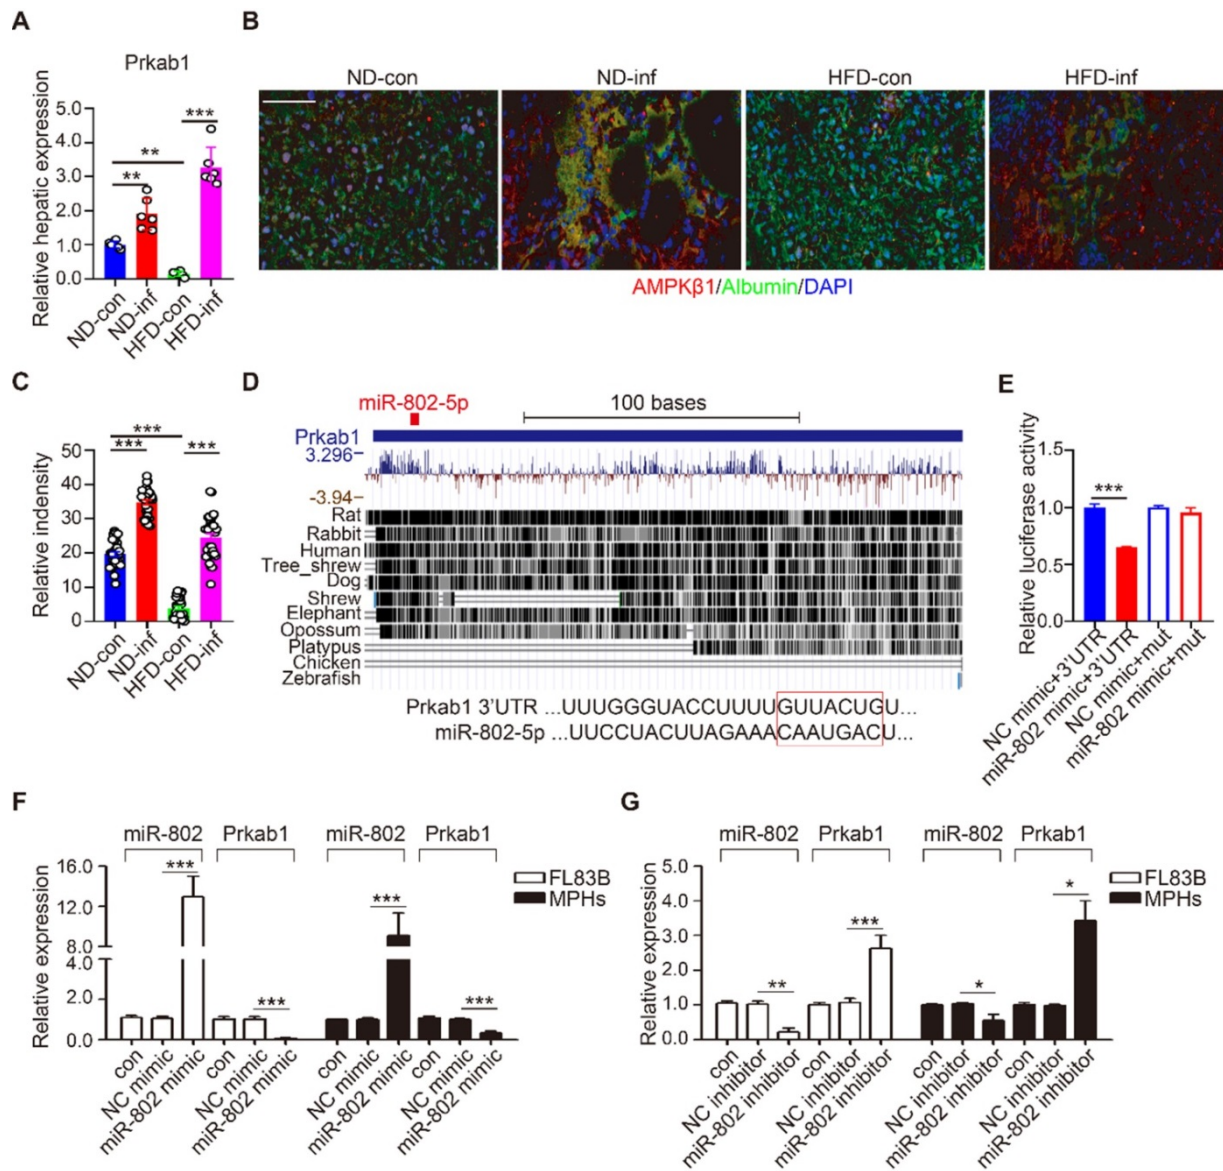 A
Prkab1
Relative hepatic expression
5.0
4.0
3.0
2.0
1.0
0.0
***
**
**
ND-con
ND-inf
HFD-con
HFD-inf
B
ND-con
ND-inf
HFD-con
HFD-inf
AMPKβ1/Albumin/DAPI
C
Relative indensity
50
40
30
20
10
0
***
***
***
ND-con
ND-inf
HFD-con
HFD-inf
D
miR-802-5p
100 bases
Prkab1
3.296
-3.94
Rat
Rabbit
Human
Tree_shrew
Dog
Shrew
Elephant
Opossum
Platypus
Chicken
Zebrafish
Prkab1 3'UTR ...UUUGGGUACCUUUUGUUACUGU...
miR-802-5p ...UUCCUACUUAGAAACAAUGACU...
E
Relative luciferase activity
1.5
1.0
0.5
0.0
***
NC mimic+3'UTR
miR-802 mimic+3'UTR
NC mimic+mut
miR-802 mimic+mut
F
miR-802
Prkab1
miR-802
Prkab1
Relative expression
16.0
12.0
8.0
4.0
2.0
0.0
***
***
***
***
FL83B
MPHs
con
NC mimic
miR-802 mimic
con
NC mimic
miR-802 mimic
con
NC mimic
miR-802 mimic
con
NC mimic
miR-802 mimic
G
miR-802
Prkab1
miR-802
Prkab1
Relative expression
5.0
4.0
3.0
2.0
1.0
0.0
**
***
*
*
FL83B
MPHs
con
NC inhibitor
miR-802 inhibitor
con
NC inhibitor
miR-802 inhibitor
con
NC inhibitor
miR-802 inhibitor
con
NC inhibitor
miR-802 inhibitor